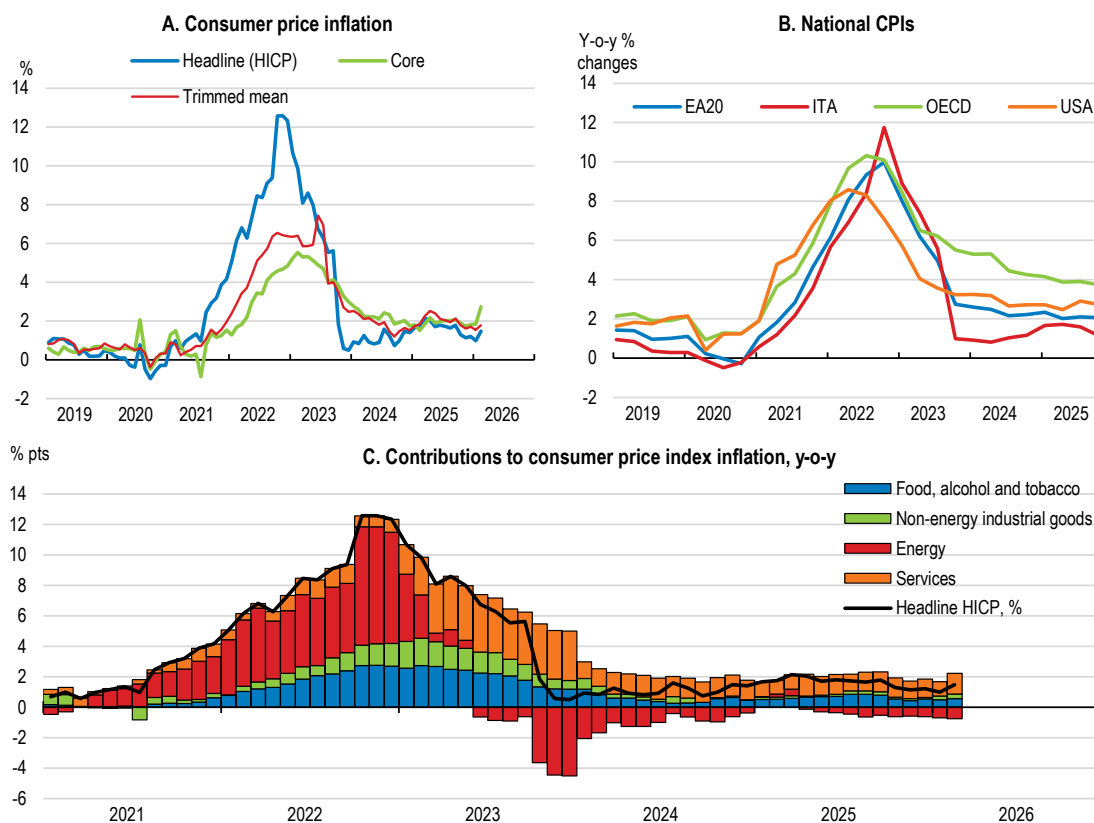 A. Consumer price inflation
%
Headline (HICP)
Core
Trimmed mean
14
12
10
8
6
4
2
0
-2
2019
2020
2021
2022
2023
2024
2025
2026
B. National CPIs
Y-o-y %
changes
14
12
10
8
6
4
2
0
-2
EA20
ITA
OECD
USA
2019
2020
2021
2022
2023
2024
2025
% pts
C. Contributions to consumer price index inflation, y-o-y
14
12
10
8
6
4
2
0
-2
-4
-6
Food, alcohol and tobacco
Non-energy industrial goods
Energy
Services
Headline HICP, %
2021
2022
2023
2024
2025
2026